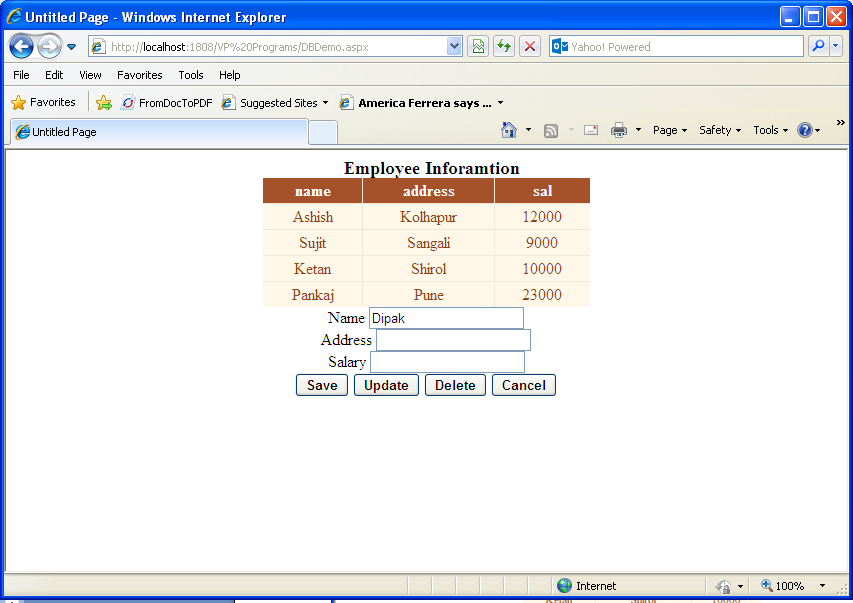 Untitled Page - Windows Internet Explorer
http://localhost:1808/VP%20Programs/DBDemo.aspx Yahoo! Powered
File Edit View Favorites Tools Help
Favorites FromDocToPDF Suggested Sites America Ferrera says ...
Untitled Page Page Safety Tools »
Employee Inforamtion
name address sal
Ashish Kolhapur 12000
Sujit Sangali 9000
Ketan Shirol 10000
Pankaj Pune 23000
Name Dipak
Address
Salary
Save Update Delete Cancel
Internet 100%